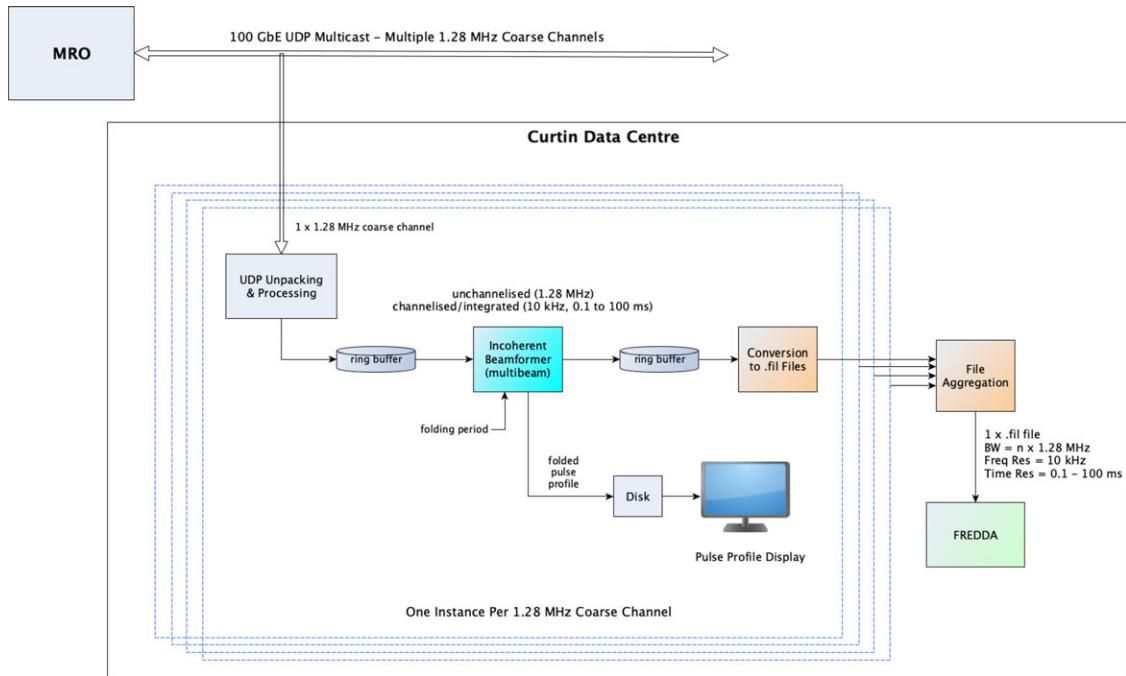 MRO
100 GbE UDP Multicast – Multiple 1.28 MHz Coarse Channels
Curtin Data Centre
1 x 1.28 MHz coarse channel
UDP Unpacking
& Processing
unchannelised (1.28 MHz)
channelised/integrated (10 kHz, 0.1 to 100 ms)
ring buffer
Incoherent
Beamformer
(multibeam)
ring buffer
Conversion
to .fil Files
File
Aggregation
folding period
1 x .fil file
BW = n x 1.28 MHz
Freq Res = 10 kHz
Time Res = 0.1 – 100 ms
folded
pulse
profile
Disk
FREDDA
Pulse Profile Display
One Instance Per 1.28 MHz Coarse Channel